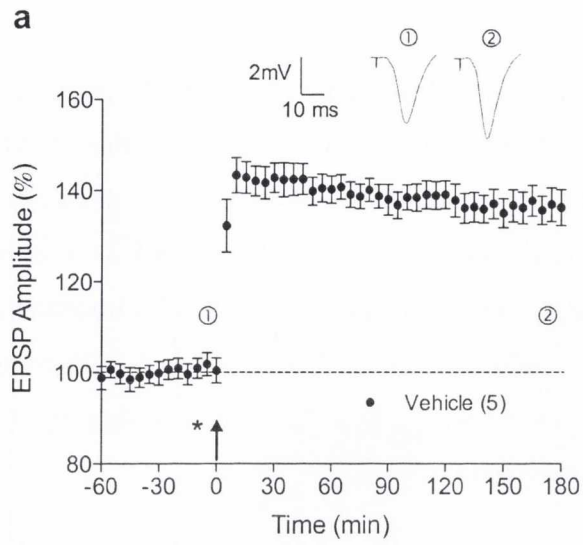 a
① ②
2mV
10 ms
160
140
120
100
80
EPSP Amplitude (%)
① ②
Vehicle (5)
*
-60 -30 0 30 60 90 120 150 180
Time (min)